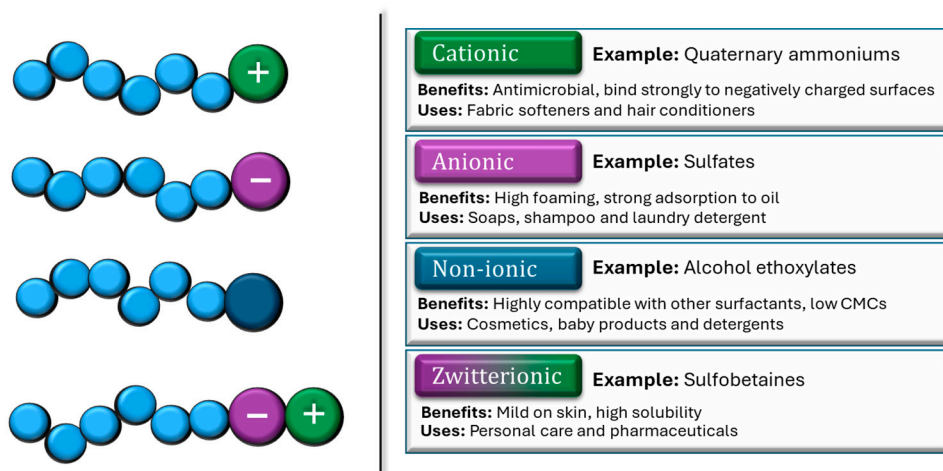 +
Cationic
Example: Quaternary ammoniums
Benefits: Antimicrobial, bind strongly to negatively charged surfaces
Uses: Fabric softeners and hair conditioners
−
Anionic
Example: Sulfates
Benefits: High foaming, strong adsorption to oil
Uses: Soaps, shampoo and laundry detergent
Non-ionic
Example: Alcohol ethoxylates
Benefits: Highly compatible with other surfactants, low CMCs
Uses: Cosmetics, baby products and detergents
− +
Zwitterionic
Example: Sulfobetaines
Benefits: Mild on skin, high solubility
Uses: Personal care and pharmaceuticals